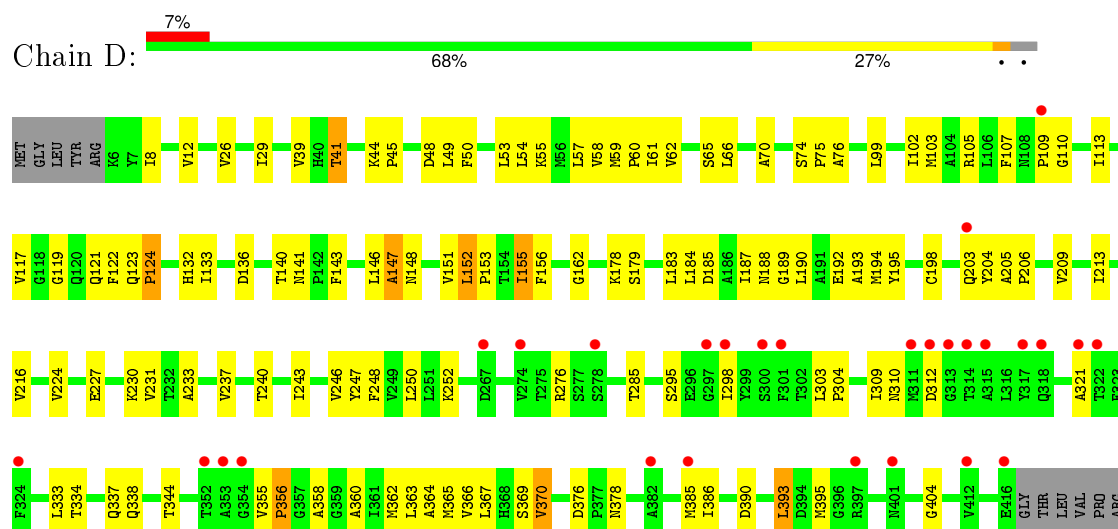 7%
Chain D:
68% 27% • •
MET GLY LEU TYR ARG K6 Y7 I8 V12 V26 I29 V39 H40 T41 K44 P45 D48 L49 F50 L53 L54 K55 M56 L57 V58 M59 P60 I61 V62 S65 L66 A70 S74 P75 A76 L99 I102 M103 A104 R105 L106 F107 N108 P109 G110 I113
V117 G118 G119 Q120 Q121 F122 Q123 P124 H132 I133 D136 T140 N141 P142 F143 L146 A147 N148 V151 L152 P153 T154 I155 F156 G162 K178 S179 L183 L184 D185 A186 I187 N188 G189 L190 A191 E192 A193 M194 Y195 C198 Q203 Y204 A205 P206 V209 I213
V216 V224 E227 K230 V231 T232 A233 V237 T240 I243 V246 Y247 F248 V249 L250 L251 K252 D267 V274 T275 R276 S277 S278 T285 S295 E296 G297 I298 Y299 S300 F301 T302 L303 P304 I309 N310 M311 D312 G313 T314 A315 L316 Y317 Q318 A321 T322 F323
F324 L333 T334 Q337 Q338 T344 T352 A353 G354 V355 P356 G357 A358 G359 A360 I361 M362 L363 A364 M365 V366 L367 H368 S369 V370 D376 P377 N378 A382 M385 I386 D390 L393 D394 M395 G396 R397 N401 G404 V412 E416 GLY THR LEU VAL PRO